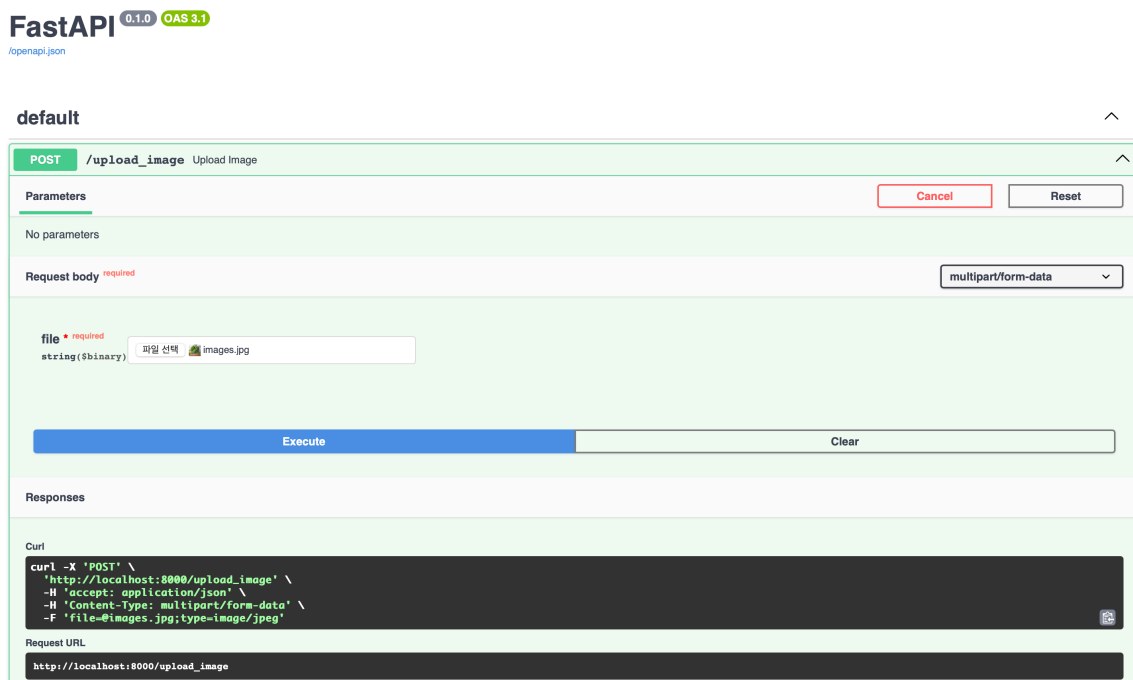 FastAPI 0.1.0 OAS 3.1
/openapi.json
default
POST /upload_image Upload Image
Parameters
Cancel
Reset
No parameters
Request body required
multipart/form-data
file * required
string($binary)
파일 선택 images.jpg
Execute
Clear
Responses
Curl
curl -X 'POST' \
'http://localhost:8000/upload_image' \
-H 'accept: application/json' \
-H 'Content-Type: multipart/form-data' \
-F 'file=@images.jpg;type=image/jpeg'
Request URL
http://localhost:8000/upload_image